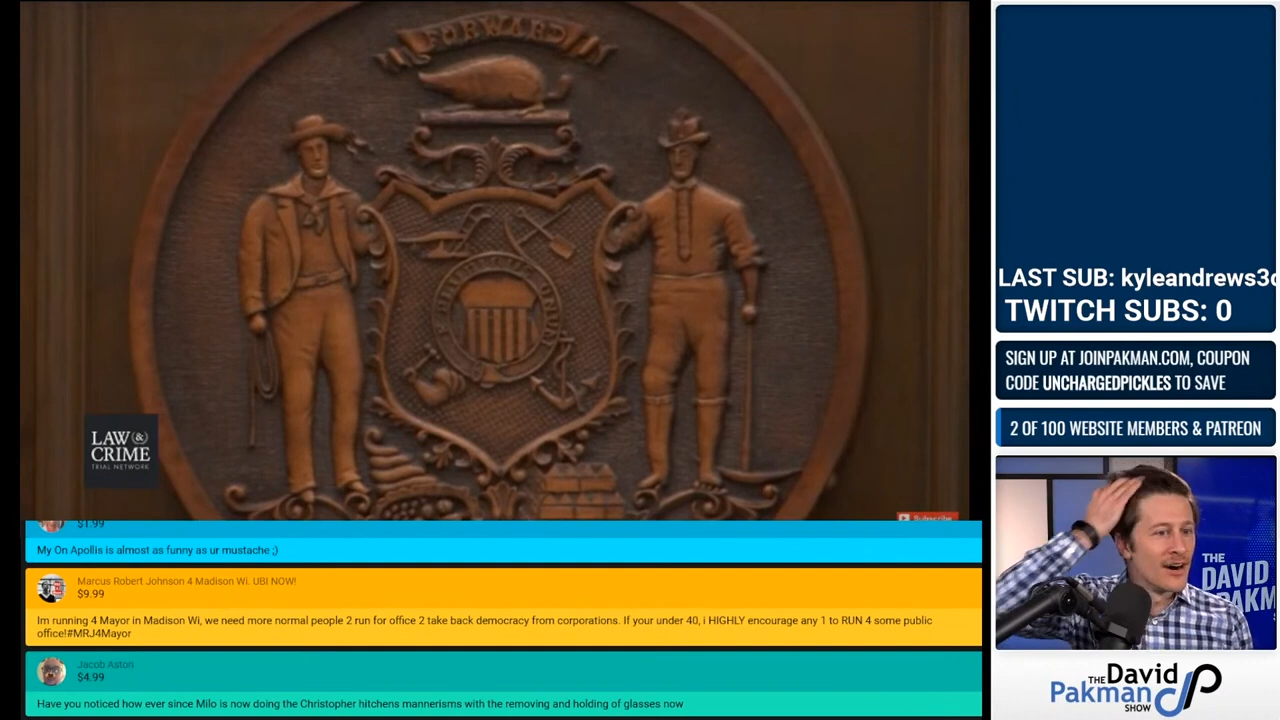 FORWARD
LAW &
CRIME
TRIAL NETWORK
Subscribe
$1.99
My On Apollis is almost as funny as ur mustache ;)
Marcus Robert Johnson 4 Madison Wi. UBI NOW!
$9.99
Im running 4 Mayor in Madison Wi, we need more normal people 2 run for office 2 take back democracy from corporations. If your under 40, i HIGHLY encourage any 1 to RUN 4 some public
office!#MRJ4Mayor
Jacob Aston
$4.99
Have you noticed how ever since Milo is now doing the Christopher hitchens mannerisms with the removing and holding of glasses now
LAST SUB: kyleandrews3
TWITCH SUBS: 0
SIGN UP AT JOINPAKMAN.COM, COUPON
CODE UNCHARGEDPICKLES TO SAVE
2 OF 100 WEBSITE MEMBERS & PATREON
THE
DAVID
PAKM
THE David
Pakman
SHOW